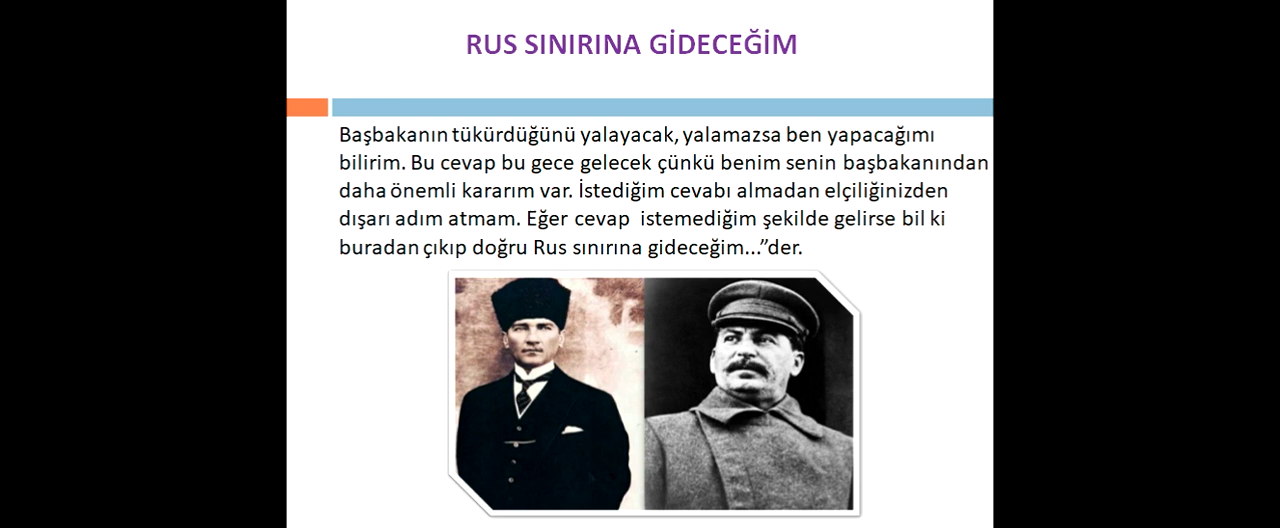 RUS SINIRINA GİDECEĞİM
Başbakanın tükürdüğünü yalayacak, yalamazsa ben yapacağımı
bilirim. Bu cevap bu gece gelecek çünkü benim senin başbakanından
daha önemli kararım var. İstediğim cevabı almadan elçiliğinizden
dışarı adım atmam. Eğer cevap istemediğim şekilde gelirse bil ki
buradan çıkıp doğru Rus sınırına gideceğim...”der.